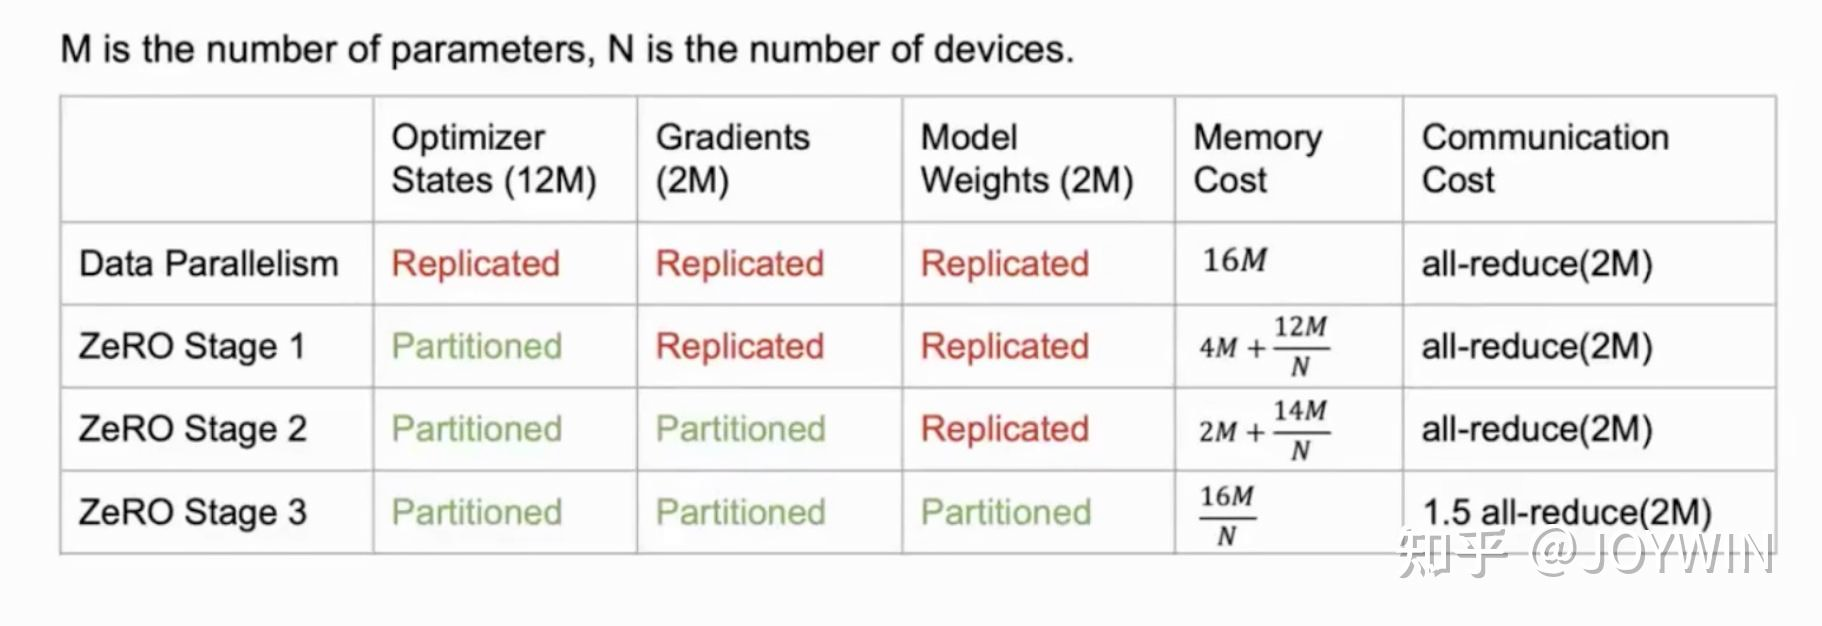 M is the number of parameters, N is the number of devices.
Optimizer States (12M) Gradients (2M) Model Weights (2M) Memory Cost Communication Cost
Data Parallelism Replicated Replicated Replicated 16M all-reduce(2M)
ZeRO Stage 1 Partitioned Replicated Replicated 4M + 12M/N all-reduce(2M)
ZeRO Stage 2 Partitioned Partitioned Replicated 2M + 14M/N all-reduce(2M)
ZeRO Stage 3 Partitioned Partitioned Partitioned 16M/N 1.5 all-reduce(2M)
知乎 @JOYWIN